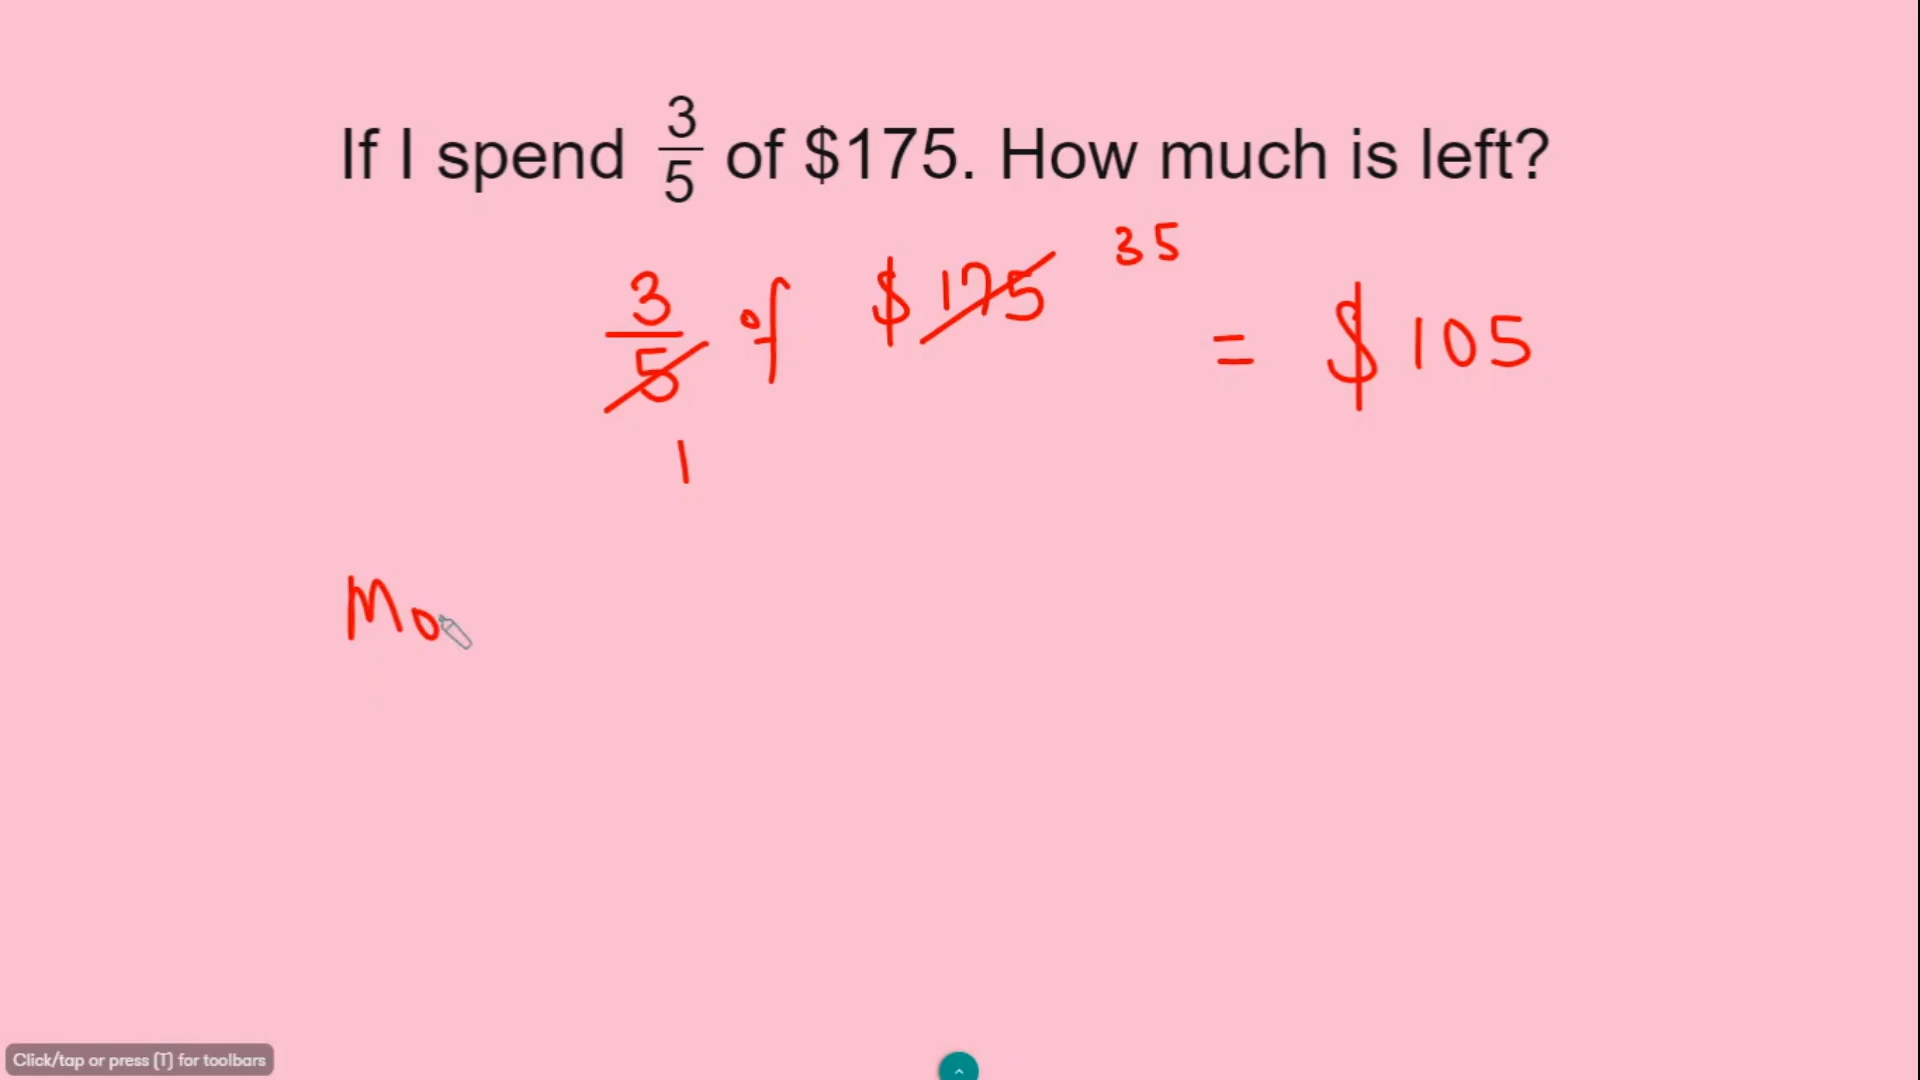 If I spend 3/5 of $175. How much is left?
35
3/5 of $175 = $105
1
Mo
Click/tap or press (T) for toolbars